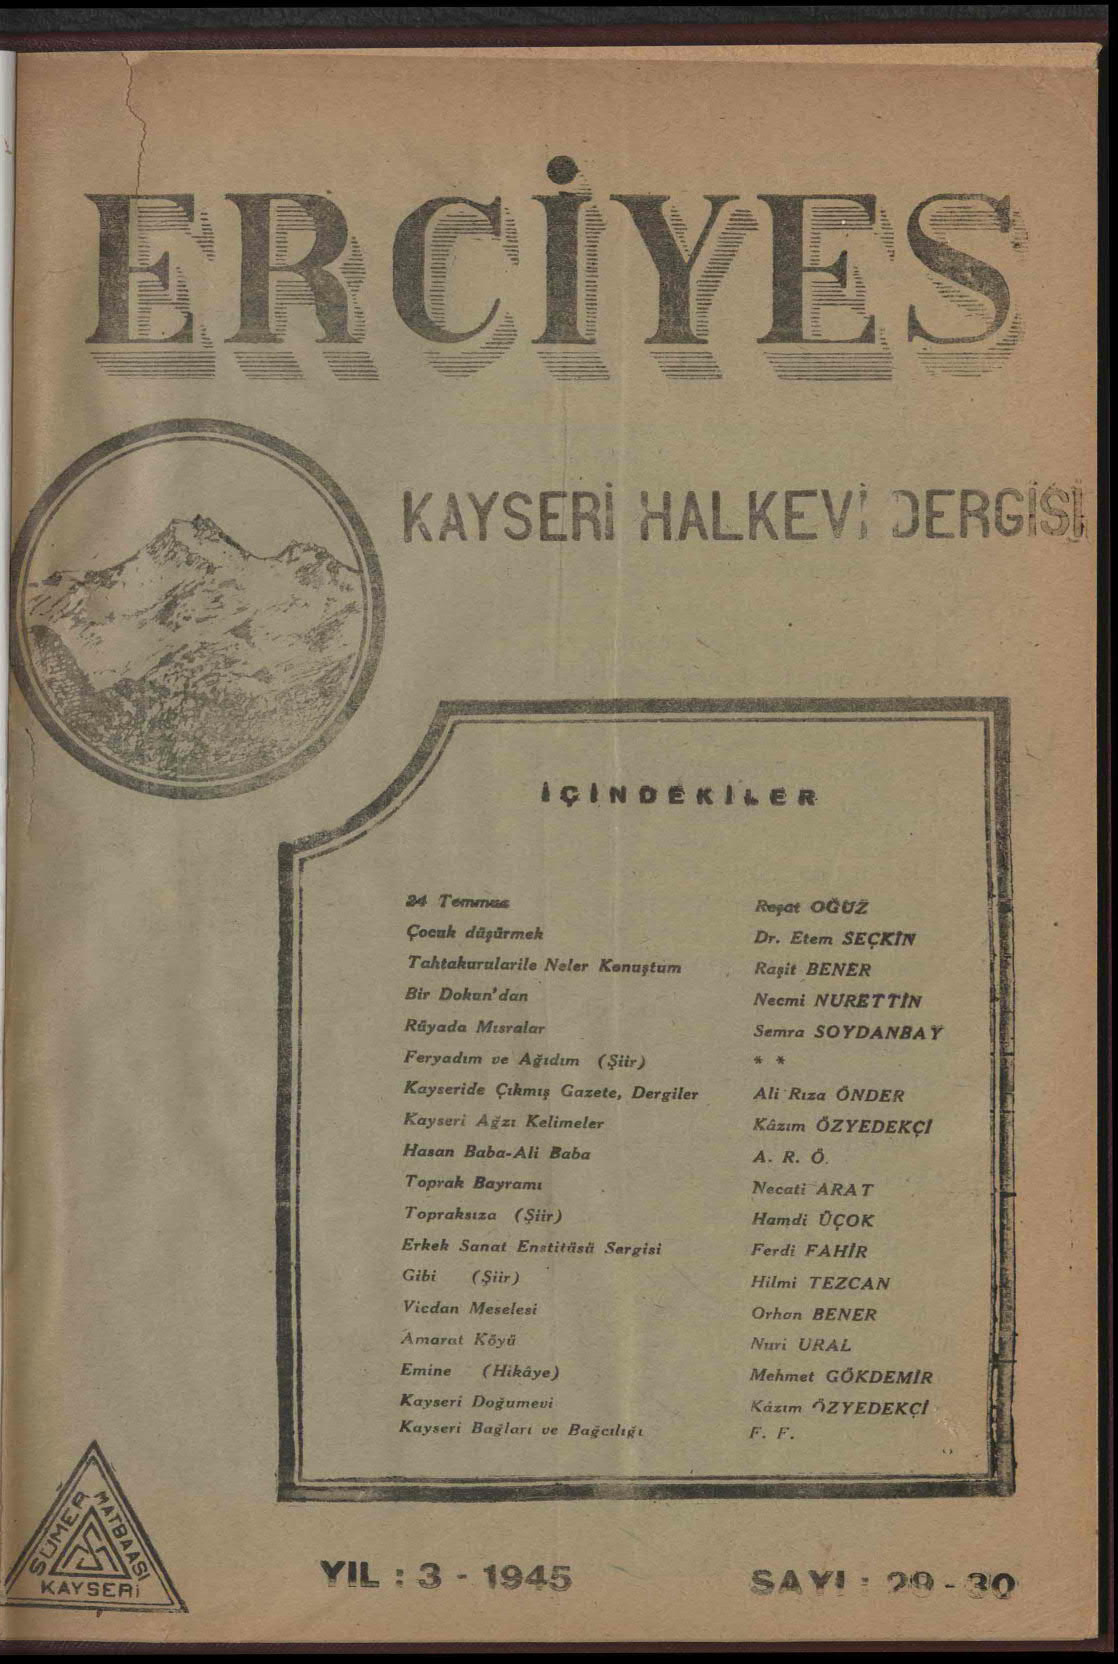 ERCİYES
KAYSERİ HALKEVİ DERGİSİ
İÇİNDEKİLER
24 Temmus Reşat OĞUZ
Çocuk düşürmek Dr. Etem SEÇKİN
Tahtakurularile Neler Konuştum Raşit BENER
Bir Dokun'dan Necmi NURETTİN
Rüyada Mısralar Semra SOYDANBAY
Feryadım ve Ağıdım (Şiir) * *
Kayseride Çıkmış Gazete, Dergiler Ali Rıza ÖNDER
Kayseri Ağzı Kelimeler Kâzım ÖZYEDEKÇİ
Hasan Baba-Ali Baba A. R. Ö.
Toprak Bayramı Necati ARAT
Topraksıza (Şiir) Hamdi ÜÇOK
Erkek Sanat Enstitüsü Sergisi Ferdi FAHİR
Gibi (Şiir) Hilmi TEZCAN
Vicdan Meselesi Orhan BENER
Amarat Köyü Nuri URAL
Emine (Hikâye) Mehmet GÖKDEMİR
Kayseri Doğumevi Kâzım ÖZYEDEKÇİ
Kayseri Bağları ve Bağcılığı F. F.
SÜMER MATBAASI
KAYSERİ
YIL : 3 - 1945 SAYI : 29 - 30